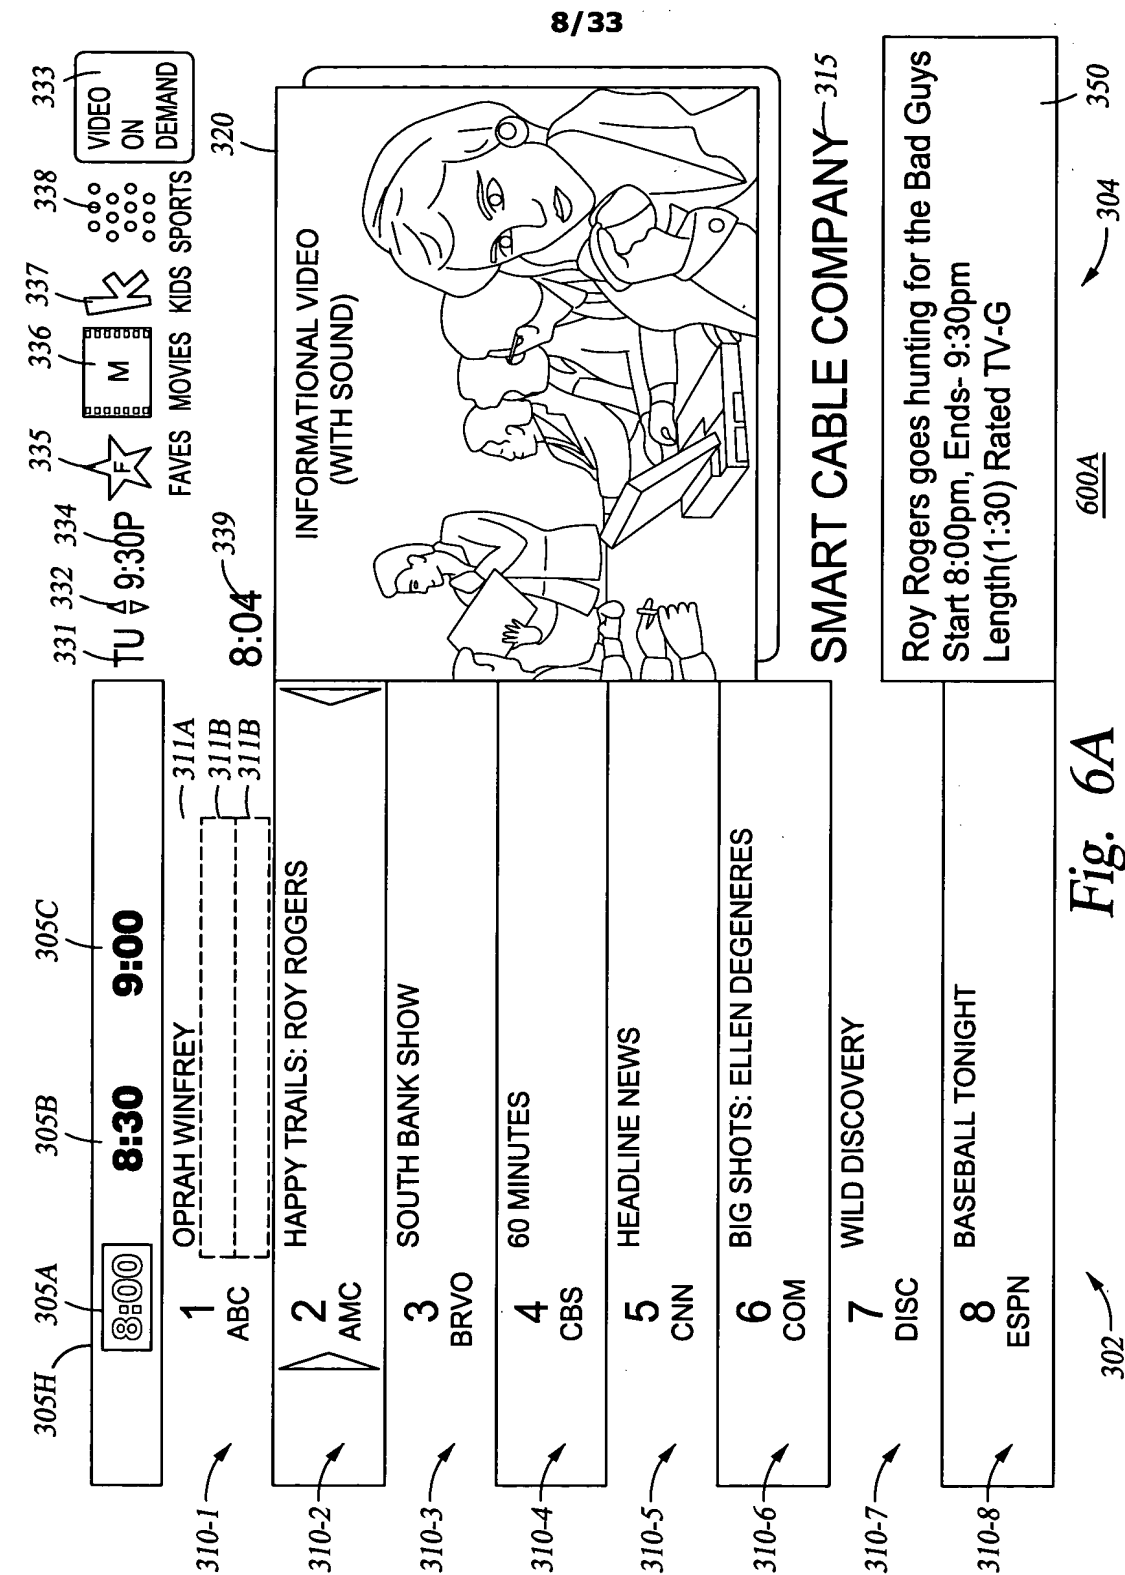 8/33
305H
305A
305B
305C
8:00
8:30
9:00
331
332
334
335
336
337
338
333
TU
9:30P
F
M
FAVES
MOVIES
KIDS
SPORTS
VIDEO
ON
DEMAND
8:04
339
320
310-1
1
ABC
OPRAH WINFREY
311A
311B
311B
310-2
2
AMC
HAPPY TRAILS: ROY ROGERS
310-3
3
BRVO
SOUTH BANK SHOW
310-4
4
CBS
60 MINUTES
310-5
5
CNN
HEADLINE NEWS
310-6
6
COM
BIG SHOTS: ELLEN DEGENERES
310-7
7
DISC
WILD DISCOVERY
310-8
8
ESPN
BASEBALL TONIGHT
INFORMATIONAL VIDEO
(WITH SOUND)
SMART CABLE COMPANY
315
Roy Rogers goes hunting for the Bad Guys
Start 8:00pm, Ends- 9:30pm
Length(1:30) Rated TV-G
350
302
600A
304
Fig. 6A